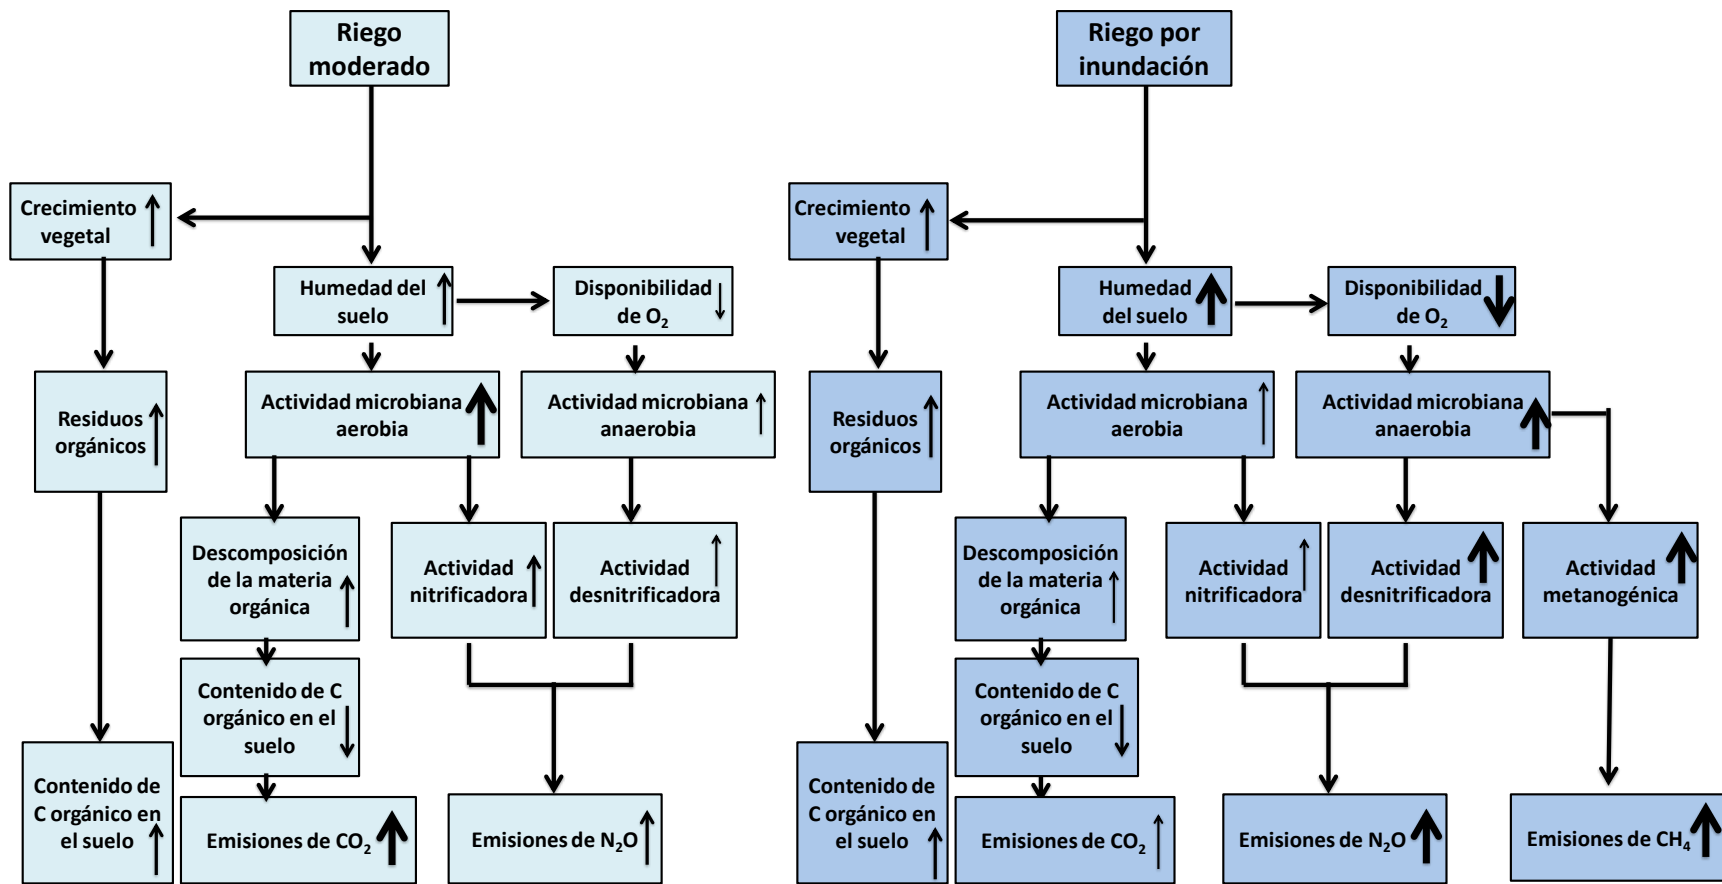 Riego
moderado
Crecimiento
vegetal
Humedad del
suelo
Disponibilidad
de O₂
Residuos
orgánicos
Actividad microbiana
aerobia
Actividad microbiana
anaerobia
Descomposición
de la materia
orgánica
Actividad
nitrificadora
Actividad
desnitrificadora
Contenido de C
orgánico en el
suelo
Contenido de
C orgánico en
el suelo
Emisiones de CO₂
Emisiones de N₂O
Riego por
inundación
Crecimiento
vegetal
Humedad
del suelo
Disponibilidad
de O₂
Residuos
orgánicos
Actividad microbiana
aerobia
Actividad microbiana
anaerobia
Descomposición
de la materia
orgánica
Actividad
nitrificadora
Actividad
desnitrificadora
Actividad
metanogénica
Contenido de C
orgánico en el
suelo
Contenido de
C orgánico en
el suelo
Emisiones de CO₂
Emisiones de N₂O
Emisiones de CH₄